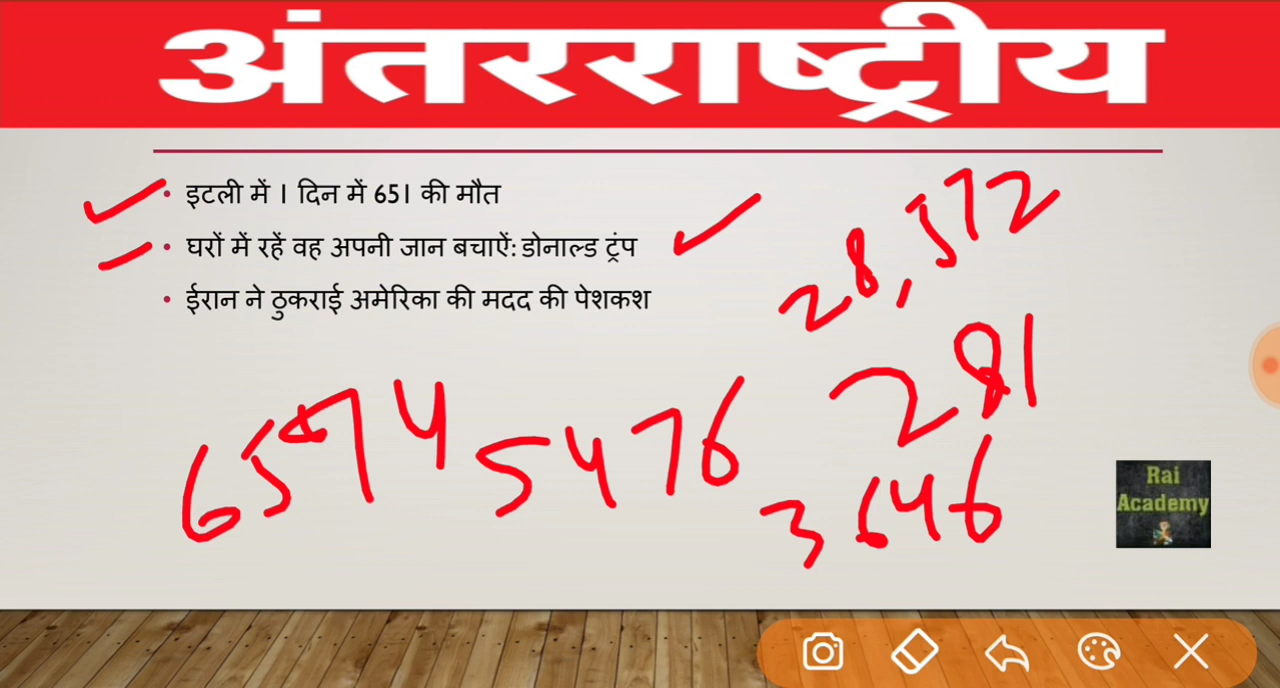 अंतरराष्ट्रीय
• इटली में 1 दिन में 651 की मौत
• घरों में रहें वह अपनी जान बचाऐंः डोनाल्ड ट्रंप
• ईरान ने ठुकराई अमेरिका की मदद की पेशकश
28,572
281
6574
5476
3646
Rai
Academy